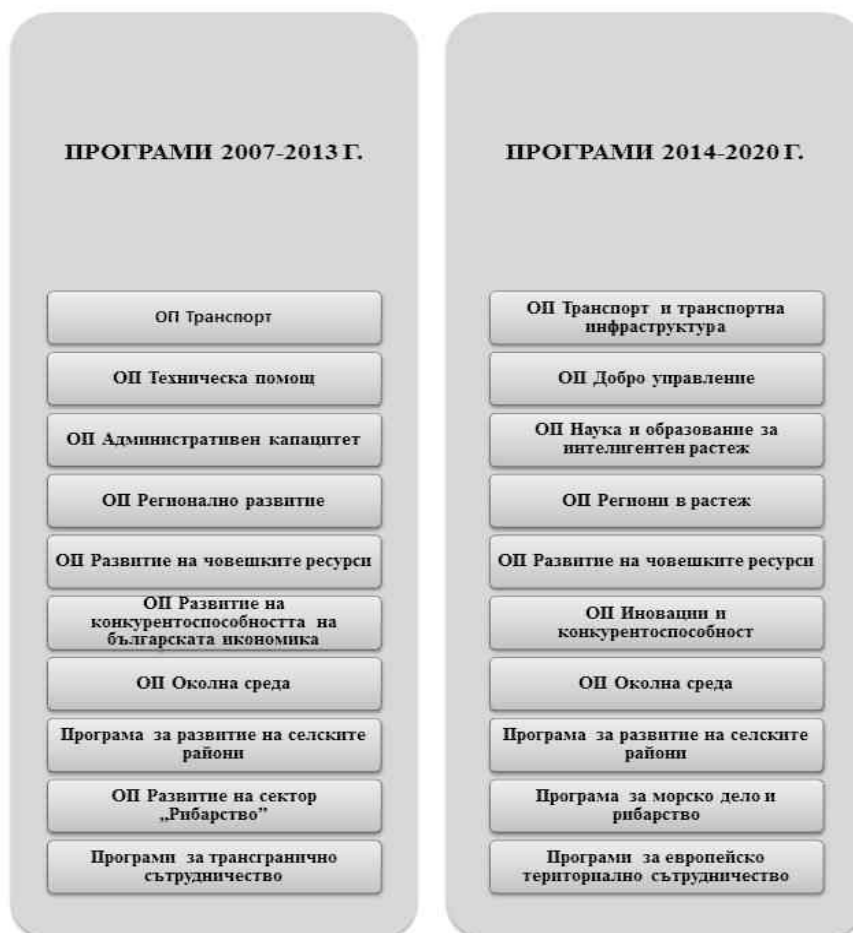 ПРОГРАМИ 2007-2013 Г.
ОП Транспорт
ОП Техническа помощ
ОП Административен капацитет
ОП Регионално развитие
ОП Развитие на човешките ресурси
ОП Развитие на
конкурентоспособността на
българската икономика
ОП Околна среда
Програма за развитие на селските
райони
ОП Развитие на сектор
„Рибарство”
Програми за трансгранично
сътрудничество
ПРОГРАМИ 2014-2020 Г.
ОП Транспорт и транспортна
инфраструктура
ОП Добро управление
ОП Наука и образование за
интелигентен растеж
ОП Региони в растеж
ОП Развитие на човешките ресурси
ОП Иновации и
конкурентоспособност
ОП Околна среда
Програма за развитие на селските
райони
Програма за морско дело и
рибарство
Програми за европейско
териториално сътрудничество